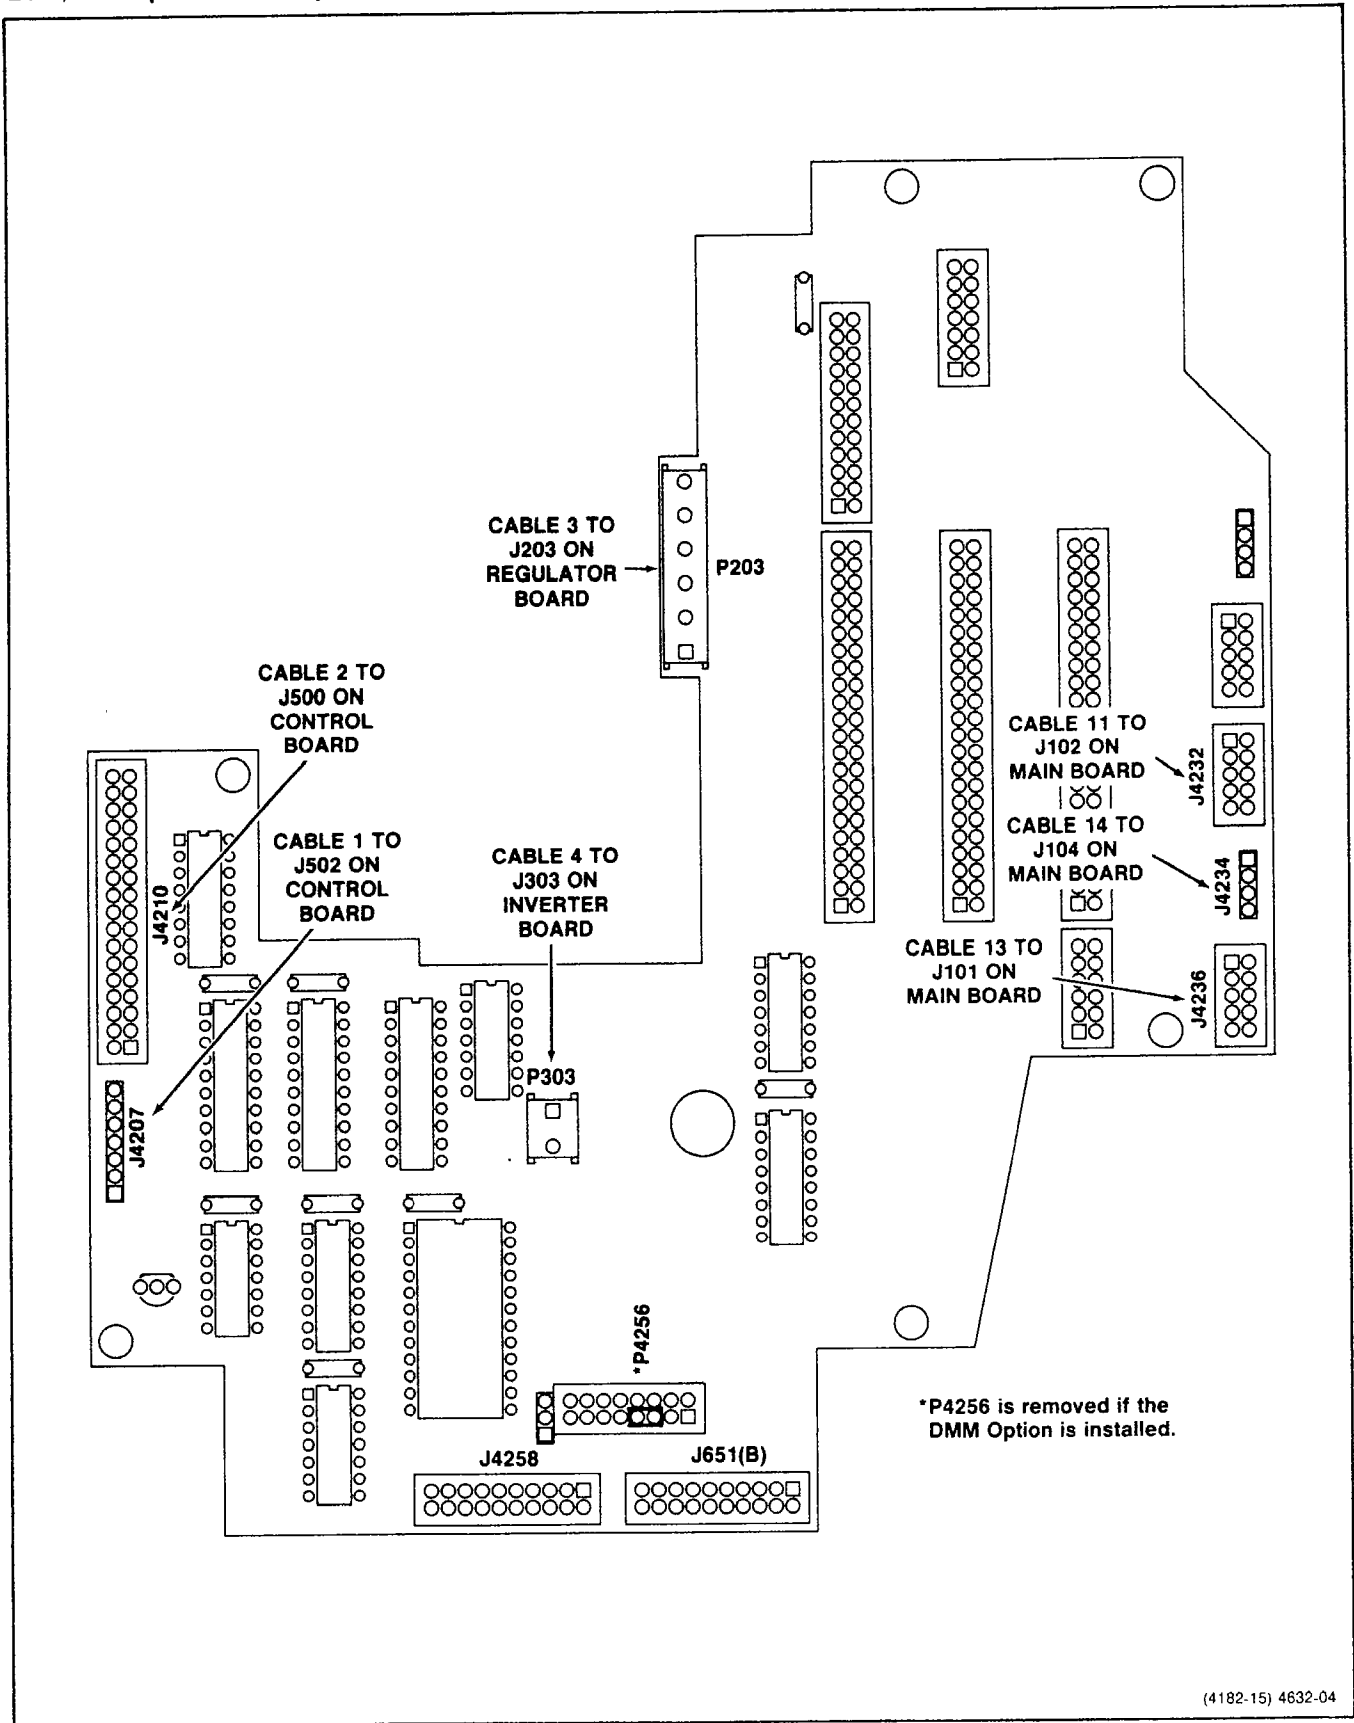 CABLE 3 TO
J203 ON
REGULATOR
BOARD
P203
CABLE 2 TO
J500 ON
CONTROL
BOARD
CABLE 11 TO
J102 ON
MAIN BOARD
J4232
CABLE 14 TO
J104 ON
MAIN BOARD
J4234
J4210
CABLE 1 TO
J502 ON
CONTROL
BOARD
CABLE 4 TO
J303 ON
INVERTER
BOARD
CABLE 13 TO
J101 ON
MAIN BOARD
J4236
P303
J4207
*P4256
*P4256 is removed if the
DMM Option is installed.
J4258
J651(B)
(4182-15) 4632-04